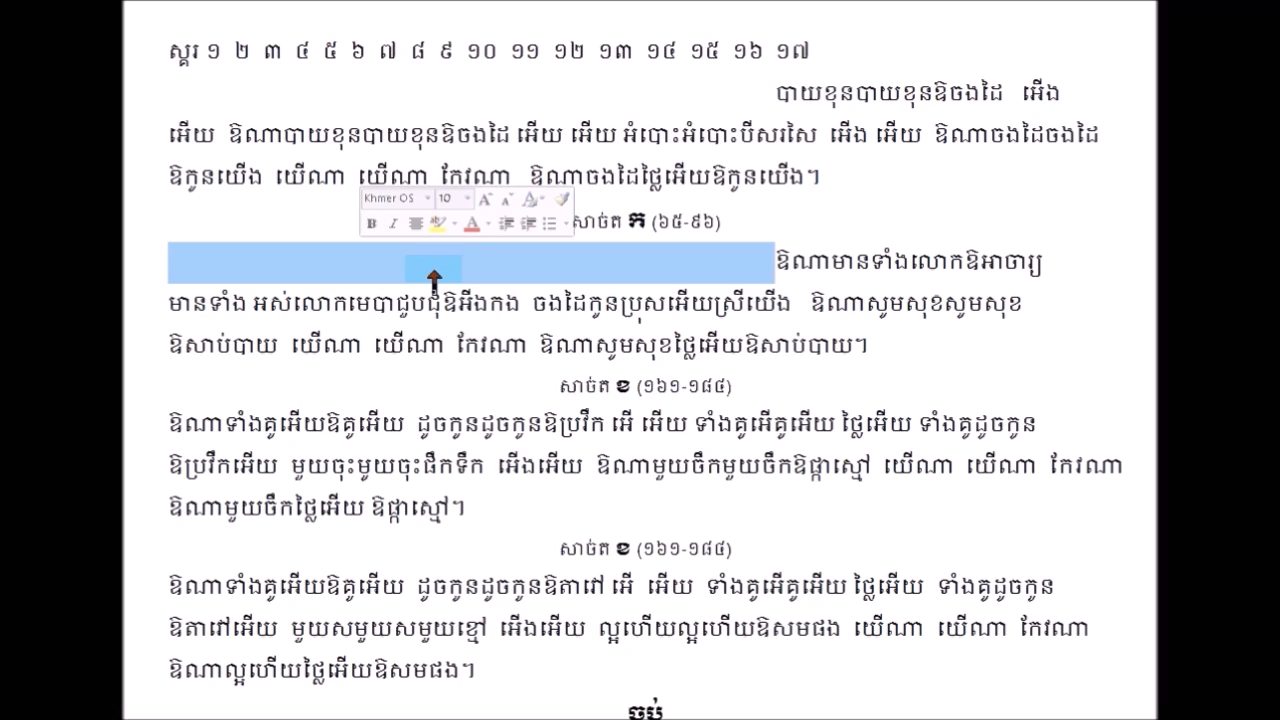 ស្គរ ១ ២ ៣ ៤ ៥ ៦ ៧ ៨ ៩ ១០ ១១ ១២ ១៣ ១៤ ១៥ ១៦ ១៧
បាយខុនបាយខុនឱចងដៃ អើង
អើយ ឱណាបាយខុនបាយខុនឱចងដៃ អើយ អើយ អំបោះអំបោះបីសរសៃ អើង អើយ ឱណាចងដៃចងដៃ
ឱកូនយើង យើណា យើណា កែវណា ឱណាចងដៃថ្លៃអើយឱកូនយើង។
Khmer OS 10
សាច់ត ក (៦៥-៩៦)
ឱណាមានទាំងលោកឱអាចារ្យ
មានទាំង អស់លោកមេបាជួបជុំឱអីងកង ចងដៃកូនប្រុសអើយស្រីយើង ឱណាសូមសុខសូមសុខ
ឱសាប់បាយ យើណា យើណា កែវណា ឱណាសូមសុខថ្លៃអើយឱសាប់បាយ។
សាច់ត ខ (១៦១-១៨៤)
ឱណាទាំងគូអើយឱគូអើយ ដូចកូនដូចកូនឱប្រវឹក អើ អើយ ទាំងគូអើគូអើយ ថ្លៃអើយ ទាំងគូដូចកូន
ឱប្រវឹកអើយ មួយចុះមួយចុះផឹកទឹក អើងអើយ ឱណាមួយចឹកមួយចឹកឱផ្កាស្មៅ យើណា យើណា កែវណា
ឱណាមួយចឹកថ្លៃអើយ ឱផ្កាស្មៅ។
សាច់ត ខ (១៦១-១៨៤)
ឱណាទាំងគូអើយឱគូអើយ ដូចកូនដូចកូនឱតាវៅ អើ អើយ ទាំងគូអើគូអើយ ថ្លៃអើយ ទាំងគូដូចកូន
ឱតាវៅអើយ មួយសមួយសមួយខ្មៅ អើងអើយ ល្អហើយល្អហើយឱសមផង យើណា យើណា កែវណា
ឱណាល្អហើយថ្លៃអើយឱសមផង។
ចប់